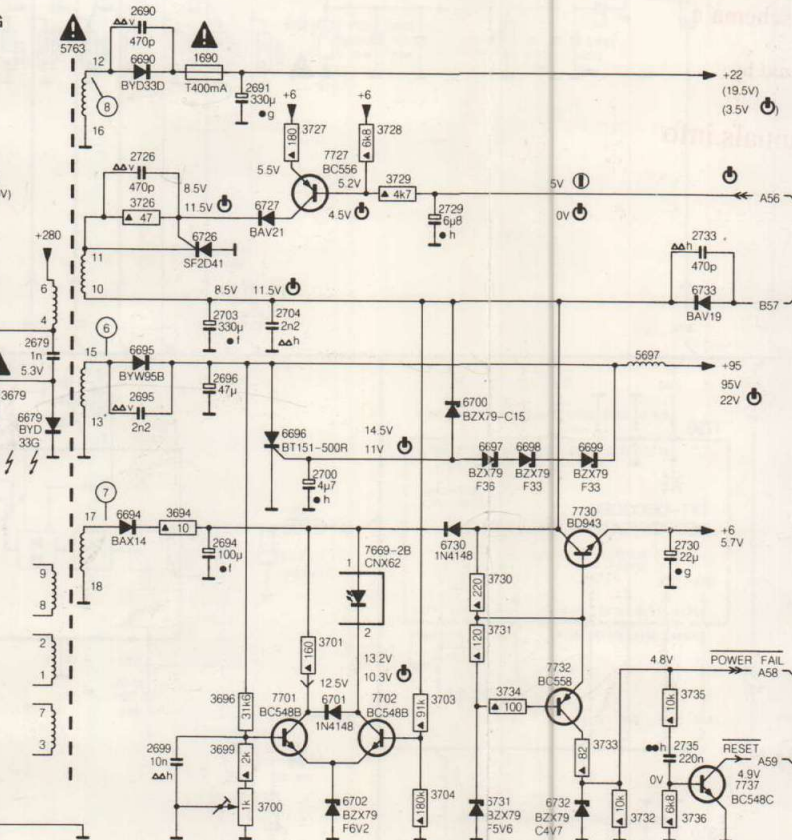 2690
470p
5763
12
6690
BYD33D
1690
T400mA
2691
330µ
g
+22
(19.5V)
(3.5V
8
16
+6
+6
180
3727
6k8
3728
7727
BC556
5.5V
5.2V
4.5V
3729
4k7
2729
6µ8
h
5V
0V
A56
2726
470p
3726
47
8.5V
11.5V
6727
BAV21
6726
SF2D41
+280
11
10
6
4
2679
1n
5.3V
3679
6679
BYD
33G
8.5V
11.5V
2703
330µ
f
2704
2n2
h
2733
470p
6733
BAV19
B57
h
6
15
6695
BYW95B
2695
2n2
13
2696
47µ
5697
+95
95V
22V
6700
BZX79-C15
6696
BT151-500R
14.5V
11V
2700
4µ7
h
6697
BZX79
F36
6698
BZX79
F33
6699
BZX79
F33
7
17
6694
BAX14
3694
10
18
2694
100µ
f
7669-2B
CNX62
1
2
6730
1N4148
7730
BD943
+6
5.7V
2730
22µ
g
9
8
2
1
7
3
3701
160
12.5V
13.2V
10.3V
220
3730
120
3731
3696
31k6
7701
BC548B
6701
1N4148
7702
BC548B
91k
3703
3734
100
7732
BC558
82
3733
4.8V
POWER FAIL
A58
10k
3735
2735
220n
h
0V
RESET
A59
4.9V
7737
BC548C
2699
10n
h
3699
2k
1k
3700
6702
BZX79
F6V2
180k
3704
6731
BZX79
F5V6
6732
BZX79
C4V7
10k
3732
6k8
3736